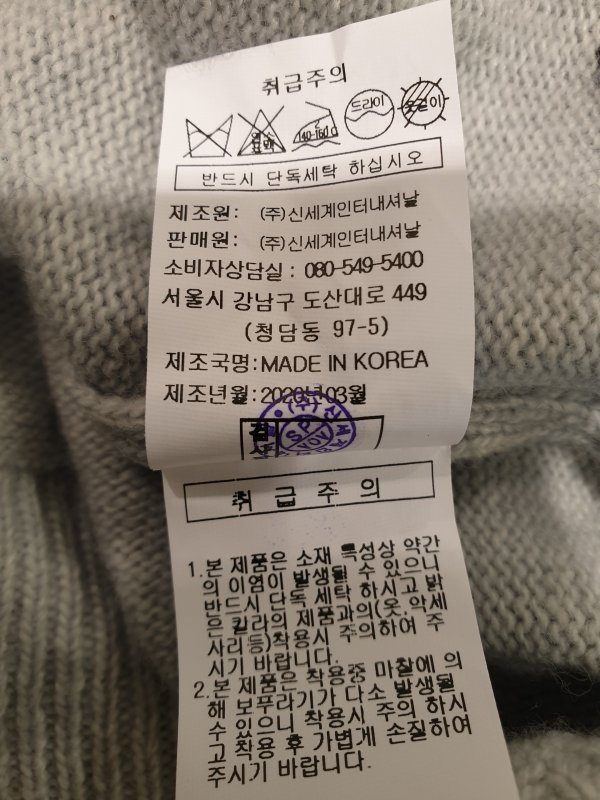 취급주의
염소
표백
140-160℃
드라이
옷걸이
반드시 단독세탁 하십시오
제조원: (주)신세계인터내셔날
판매원: (주)신세계인터내셔날
소비자상담실 : 080-549-5400
서울시 강남구 도산대로 449
(청담동 97-5)
제조국명:MADE IN KOREA
제조년월:2020년03월
취 급 주 의
1.본 제품은 소재 특성상 약간
의 이염이 발생될 수 있으니
반드시 단독 세탁 하시고 밝
은 칼라의 제품과의(옷,악세
사리등)착용시 주의하여 주
시기 바랍니다.
2.본 제품은 착용중 마찰에 의
해 보푸라기가 다소 발생될
수 있으니 착용시 주의 하시
고 착용 후 가볍게 손질하여
주시기 바랍니다.